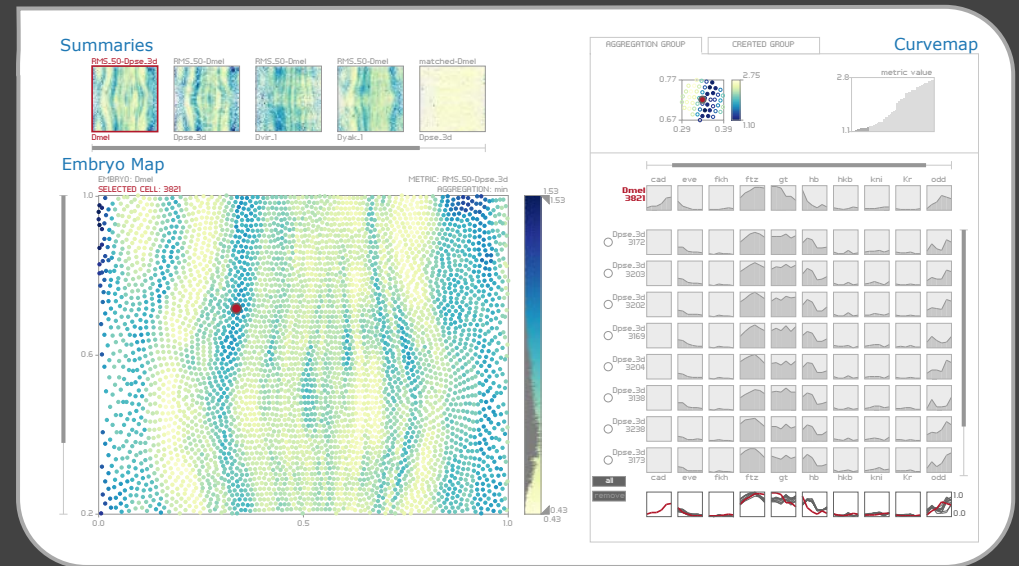 Summaries
RMS_50-Dpse_3d RMS_50-Dmel RMS_50-Dmel RMS_50-Dmel matched-Dmel
Dmel Dpse_3d Dvir_1 Dyak_1 Dpse_3d
Embryo Map
EMBRYO: Dmel METRIC: RMS_50-Dpse_3d
SELECTED CELL: 3821 AGGREGATION: min
1.0
0.6
0.2
0.0 0.5 1.0
1.53
1.53
0.43
0.43
AGGREGATION GROUP CREATED GROUP Curvemap
0.77
0.67
0.29 0.39
2.75
1.10
metric value
2.8
1.1
cad eve fkh ftz gt hb hkb kni Kr odd
Dmel
3821
Dpse_3d
3172
Dpse_3d
3203
Dpse_3d
3202
Dpse_3d
3169
Dpse_3d
3204
Dpse_3d
3138
Dpse_3d
3238
Dpse_3d
3173
cad eve fkh ftz gt hb hkb kni Kr odd
all
remove
1.0
0.0